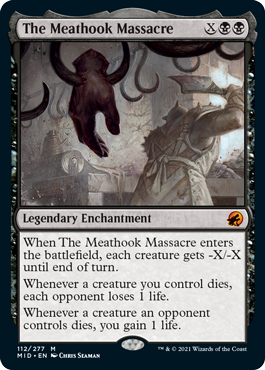 The Meathook Massacre XBB
Legendary Enchantment
When The Meathook Massacre enters
the battlefield, each creature gets -X/-X
until end of turn.
Whenever a creature you control dies,
each opponent loses 1 life.
Whenever a creature an opponent
controls dies, you gain 1 life.
112/277 M
MID • EN CHRIS SEAMAN ™ & © 2021 Wizards of the Coast